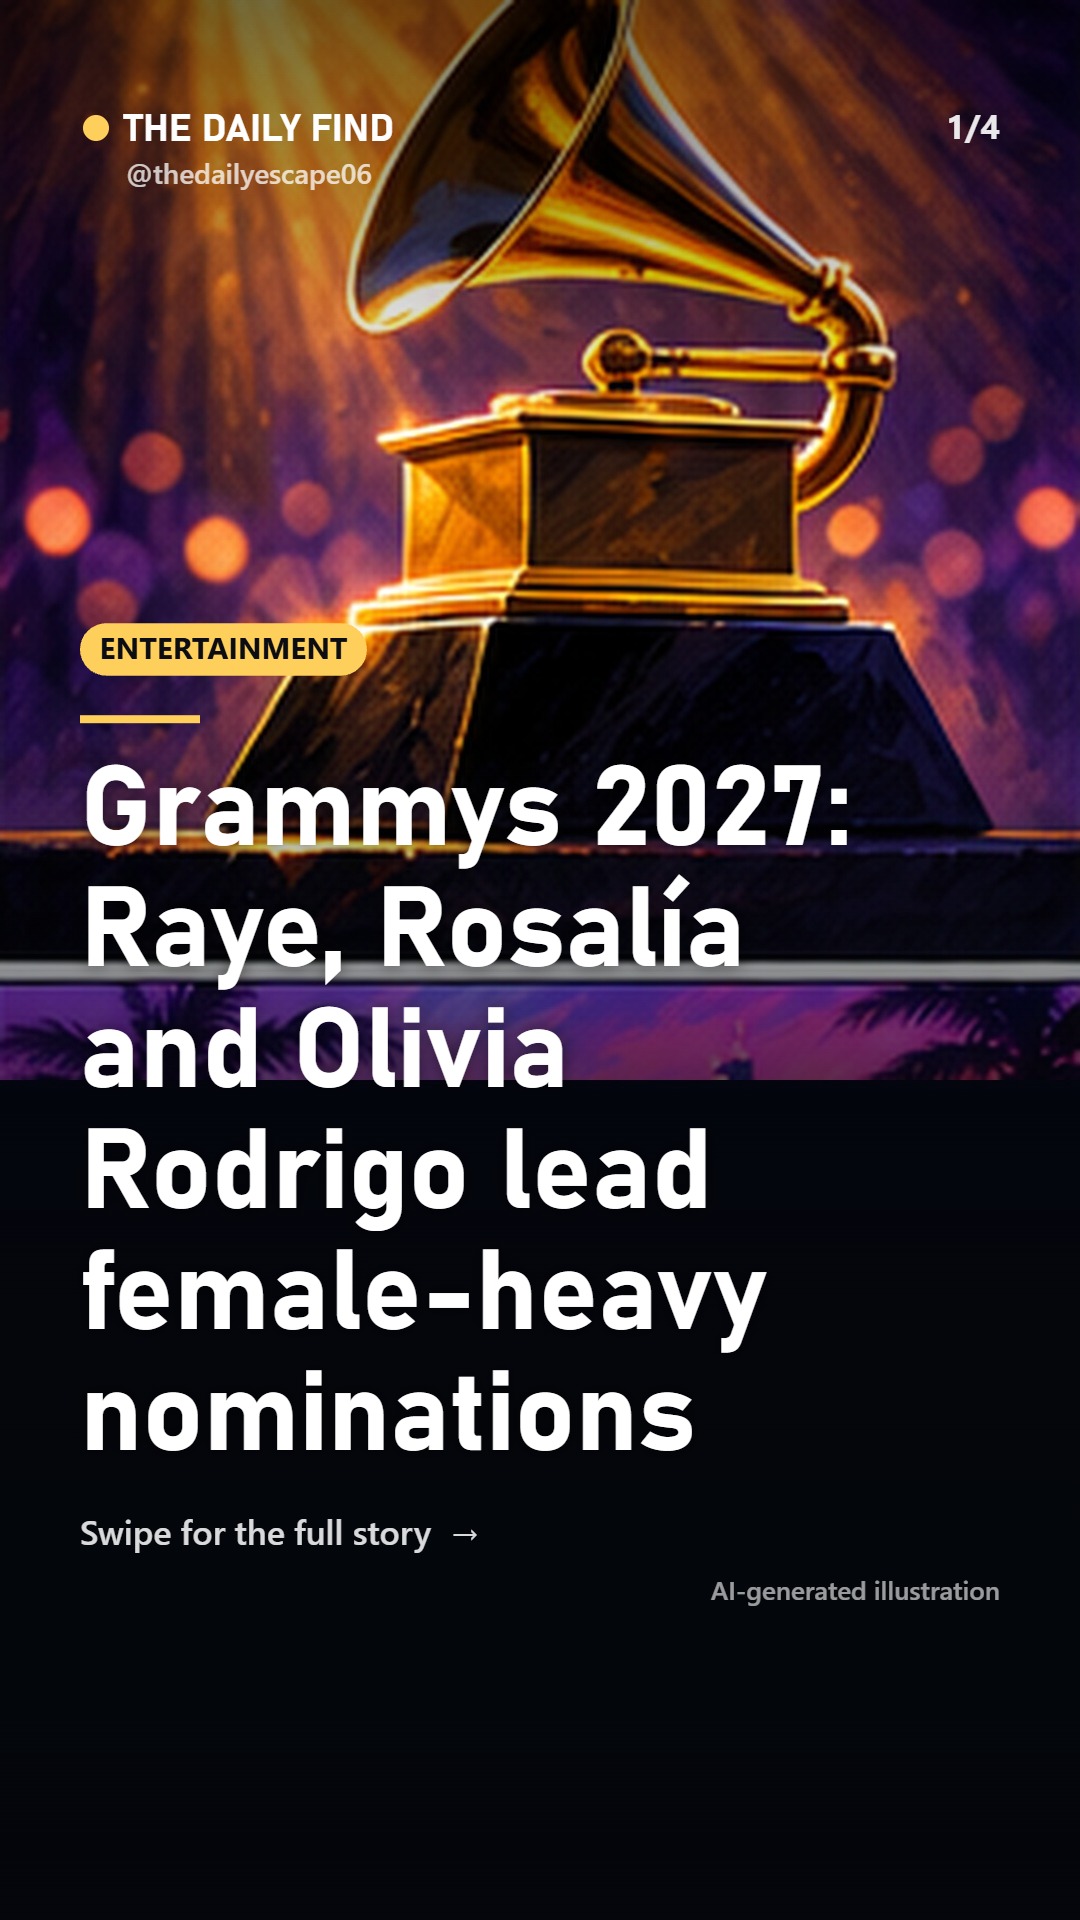 THE DAILY FIND
1/4
@thedailyescape06
ENTERTAINMENT
Grammys 2027:
Raye, Rosalía
and Olivia
Rodrigo lead
female-heavy
nominations
Swipe for the full story →
AI-generated illustration